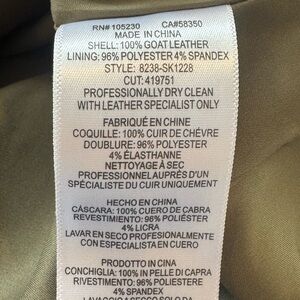 RN# 105230 CA#58350
MADE IN CHINA
SHELL: 100% GOAT LEATHER
LINING: 96% POLYESTER 4% SPANDEX
STYLE: 8238-SK1228
CUT: 419751
PROFESSIONALLY DRY CLEAN
WITH LEATHER SPECIALIST ONLY
FABRIQUÉ EN CHINE
COQUILLE: 100% CUIR DE CHÈVRE
DOUBLURE: 96% POLYESTER
4% ÉLASTHANNE
NETTOYAGE À SEC
PROFESSIONNEL AUPRÈS D'UN
SPÉCIALISTE DU CUIR UNIQUEMENT
HECHO EN CHINA
CÁSCARA: 100% CUERO DE CABRA
REVESTIMIENTO: 96% POLIÉSTER
4% LICRA
LAVAR EN SECO PROFESIONALMENTE
CON ESPECIALISTA EN CUERO
PRODOTTO IN CINA
CONCHIGLIA: 100% IN PELLE DI CAPRA
RIVESTIMENTO: 96% POLIESTERE
4% SPANDEX
LAVAGGIO A SECCO SOLO DA